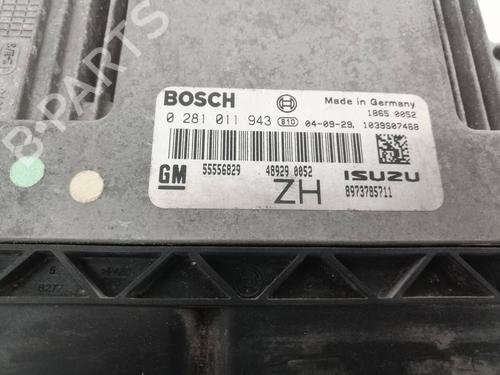 B-PARTS
BOSCH
Made in Germany
1865 0052
0 281 011 943 S10 04-09-29, 1039S07468
GM 55556829 48929 0052 ISUZU
ZH 8973785711